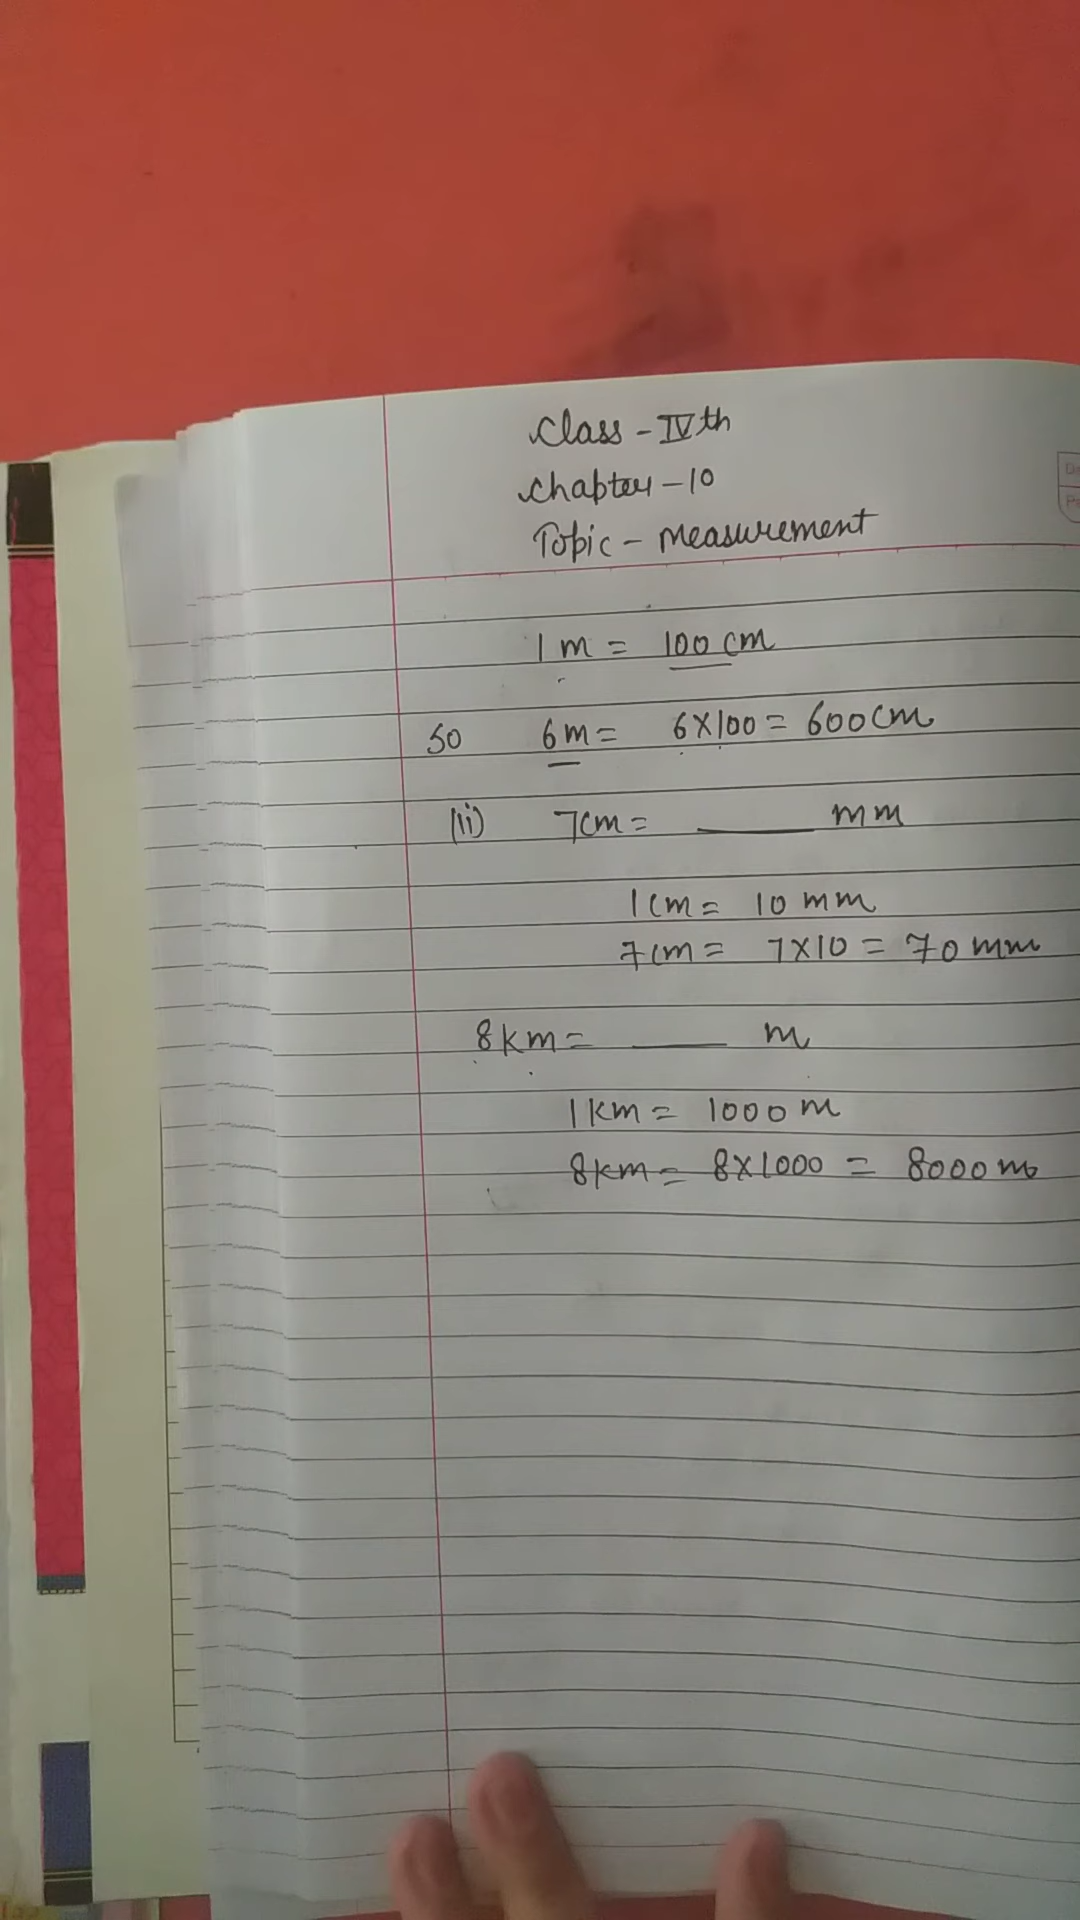 Class - IVth
Chapter - 10
Topic - measurement
1 m = 100 cm
So 6 m = 6 X 100 = 600 cm
(ii) 7cm = ______ mm
1 cm = 10 mm
7 cm = 7 X 10 = 70 mm
8 km = ______ m
1 km = 1000 m
8 km = 8 X 1000 = 8000 m